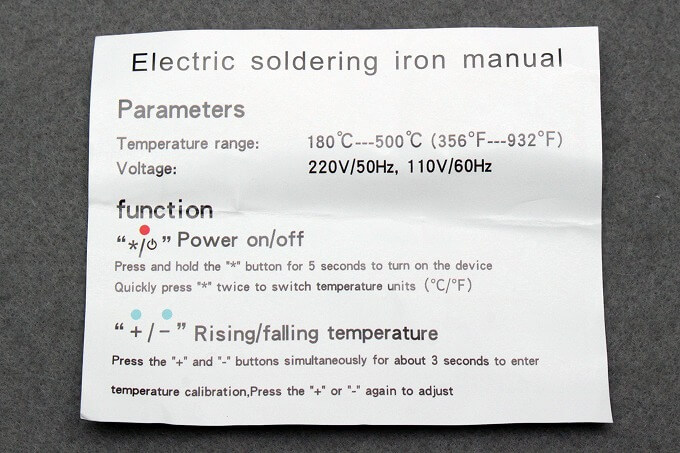 Electric soldering iron manual
Parameters
Temperature range: 180℃---500℃ (356°F---932°F)
Voltage: 220V/50Hz, 110V/60Hz
function
“*/⏻” Power on/off
Press and hold the "*" button for 5 seconds to turn on the device
Quickly press "*" twice to switch temperature units (℃/°F)
“+/-” Rising/falling temperature
Press the "+" and "-" buttons simultaneously for about 3 seconds to enter
temperature calibration,Press the "+" or "-" again to adjust